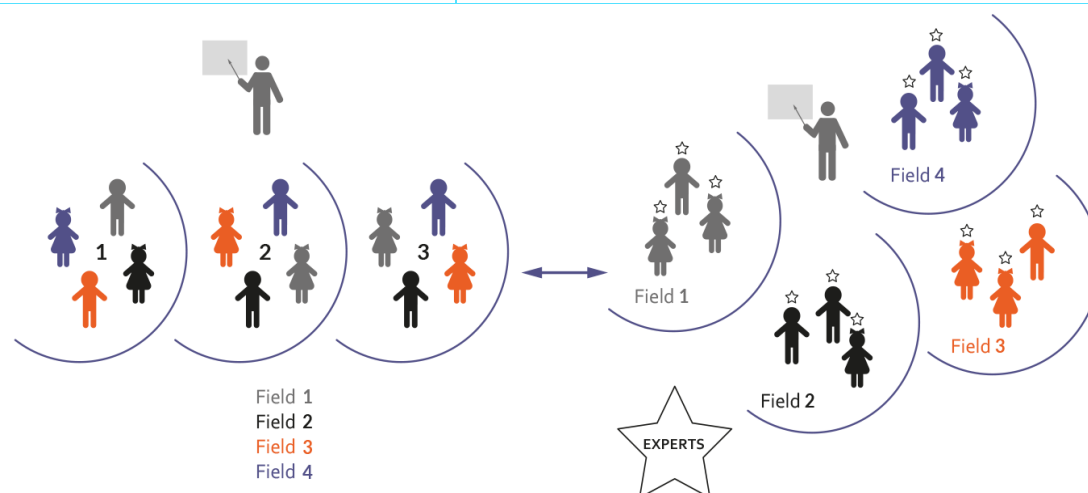 1
2
3
Field 1
Field 2
Field 3
Field 4
Field 4
Field 1
Field 3
Field 2
EXPERTS